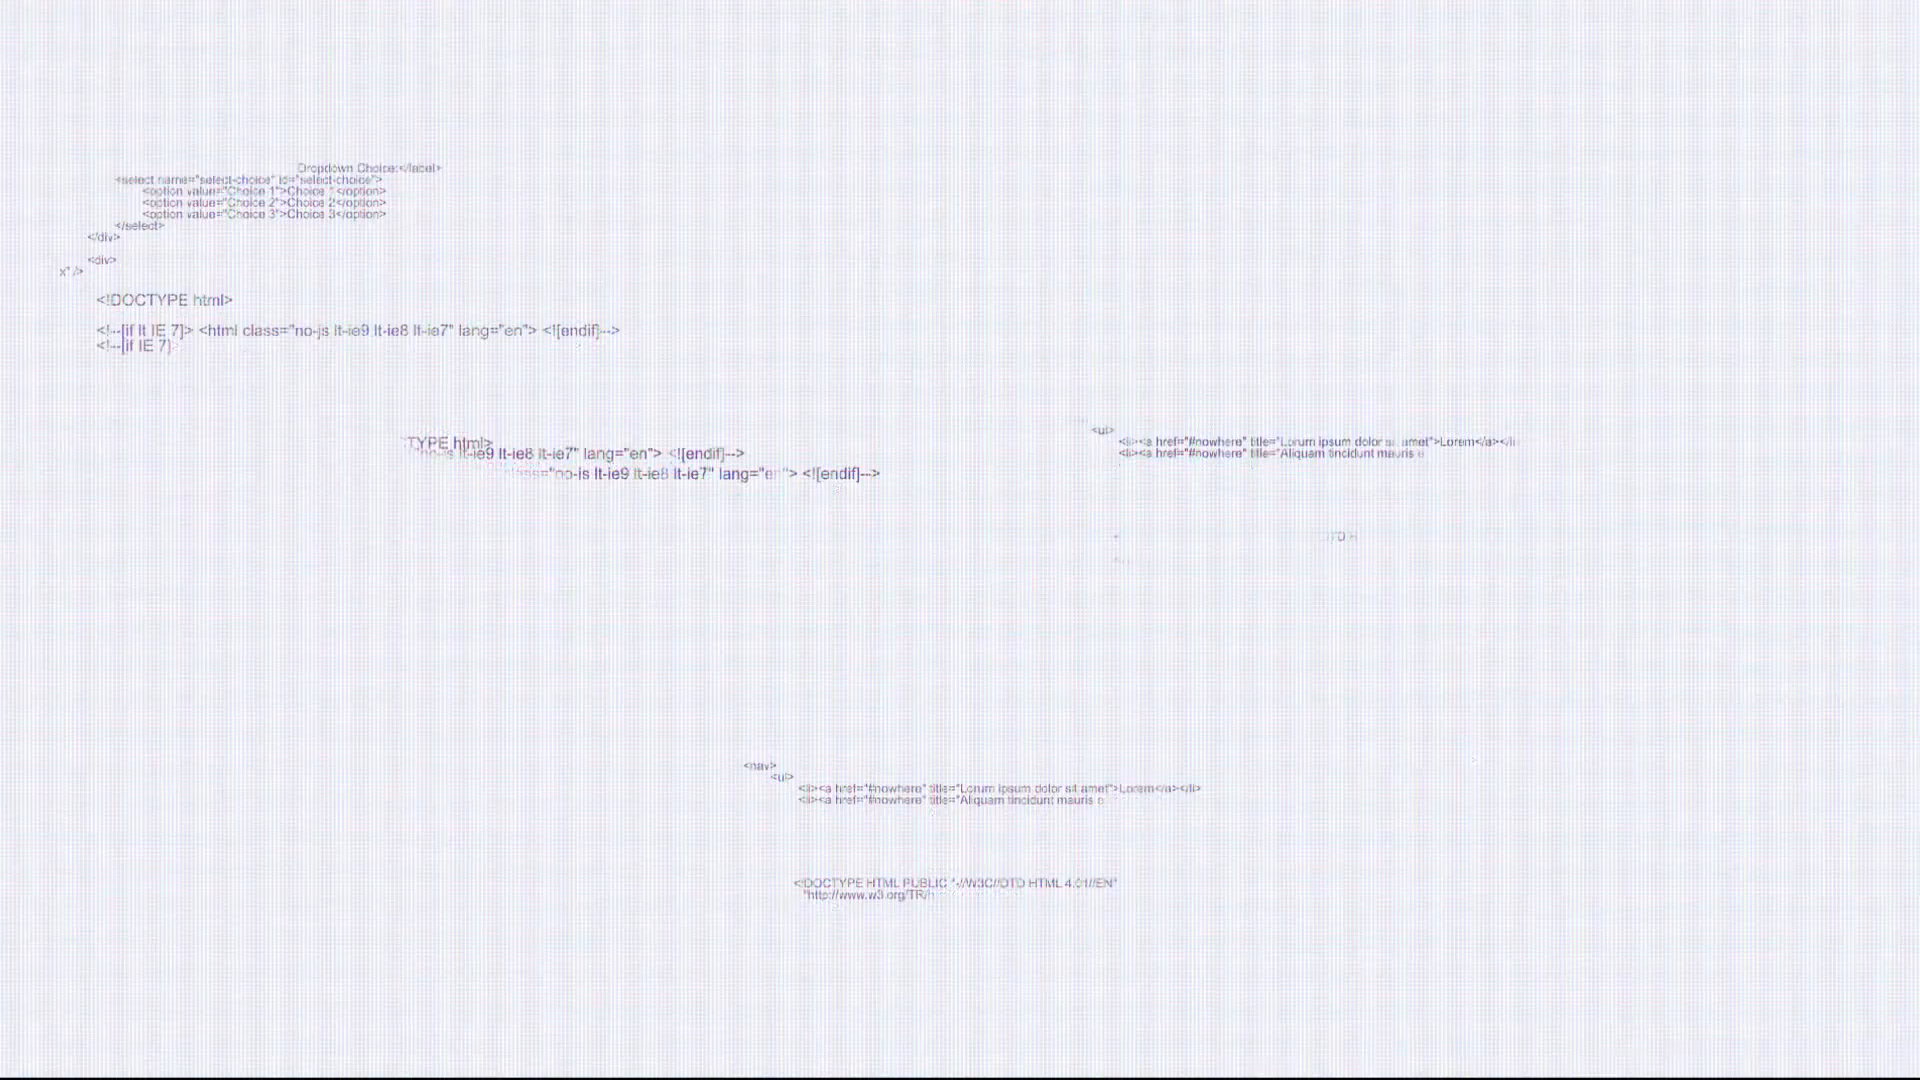 Dropdown Choice:</label>
<select name="select-choice" id="select-choice">
<option value="Choice 1">Choice 1</option>
<option value="Choice 2">Choice 2</option>
<option value="Choice 3">Choice 3</option>
</select>
</div>
<div>
x" />
<!DOCTYPE html>
<!--[if lt IE 7]> <html class="no-js lt-ie9 lt-ie8 lt-ie7" lang="en"> <![endif]-->
<!--[if IE 7]
TYPE html>
"no-js lt-ie9 lt-ie8 lt-ie7" lang="en"> <![endif]-->
="no-js lt-ie9 lt-ie8 lt-ie7" lang="e "> <![endif]-->
<ul>
<li><a href="#nowhere" title="Lorum ipsum dolor si amet">Lorem</a></li
<li><a href="#nowhere" title="Aliquam tincidunt mauris e
<nav>
<ul>
<li><a href="#nowhere" title="Lorum ipsum dolor sit amet">Lorem</a></li>
<li><a href="#nowhere" title="Aliquam tincidunt mauris e
<!DOCTYPE HTML PUBLIC "-//W3C//DTD HTML 4.01//EN"
"http://www.w3.org/TR/h